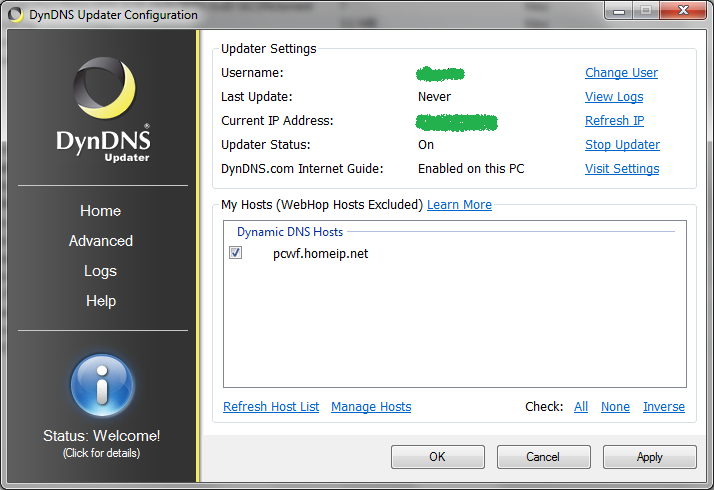 DynDNS Updater Configuration
DynDNS®
Updater
Home
Advanced
Logs
Help
Status: Welcome!
(Click for details)
Updater Settings
Username: Change User
Last Update: Never View Logs
Current IP Address: Refresh IP
Updater Status: On Stop Updater
DynDNS.com Internet Guide: Enabled on this PC Visit Settings
My Hosts (WebHop Hosts Excluded) Learn More
Dynamic DNS Hosts
pcwf.homeip.net
Refresh Host List Manage Hosts Check: All None Inverse
OK Cancel Apply